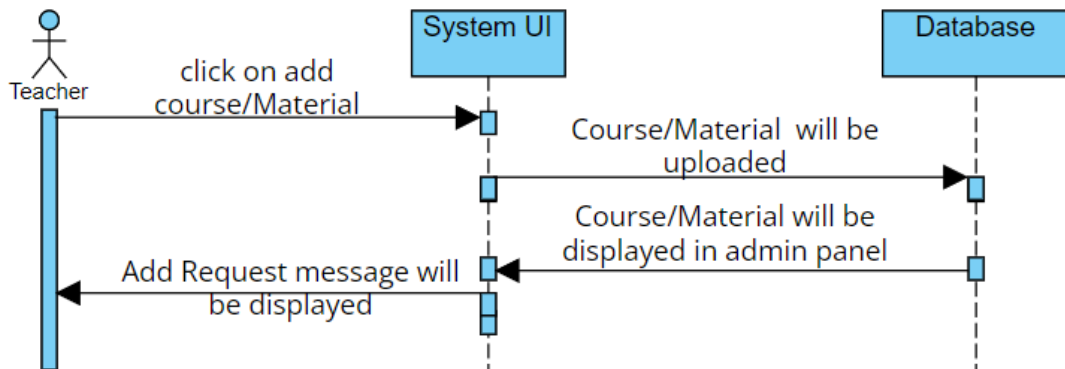 System UI
Database
Teacher
click on add
course/Material
Course/Material will be
uploaded
Course/Material will be
displayed in admin panel
Add Request message will
be displayed